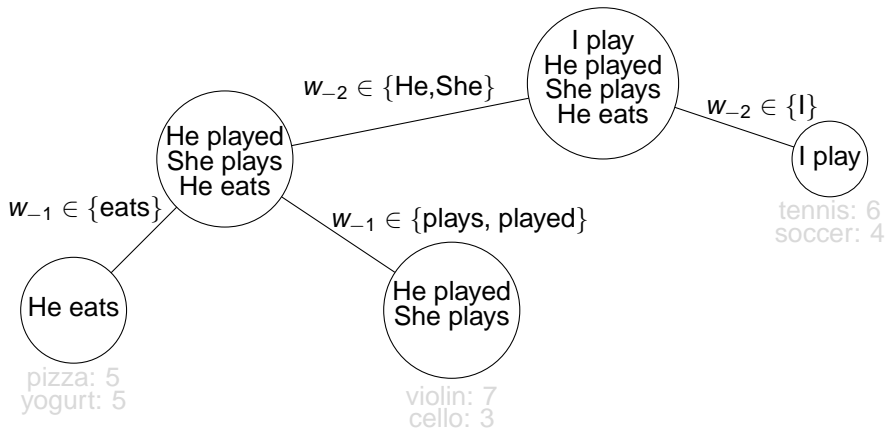 I play
He played
She plays
He eats
w−2 ∈ {He,She}
w−2 ∈ {I}
He played
She plays
He eats
I play
tennis: 6
soccer: 4
w−1 ∈ {eats}
w−1 ∈ {plays, played}
He eats
pizza: 5
yogurt: 5
He played
She plays
violin: 7
cello: 3